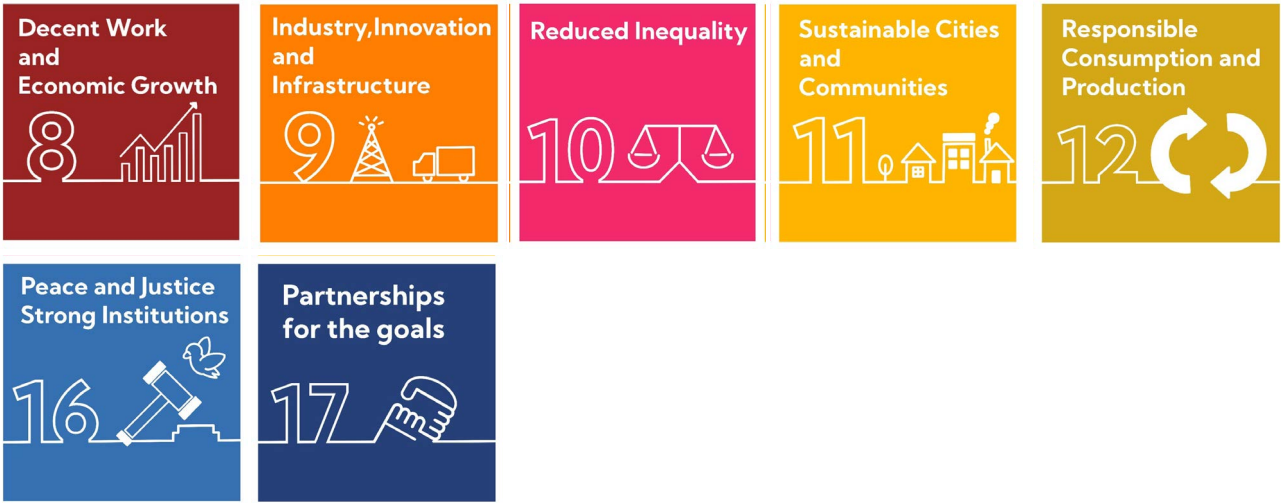 Decent Work
and
Economic Growth
8
Industry,Innovation
and
Infrastructure
9
Reduced Inequality
10
Sustainable Cities
and
Communities
11
Responsible
Consumption and
Production
12
Peace and Justice
Strong Institutions
16
Partnerships
for the goals
17